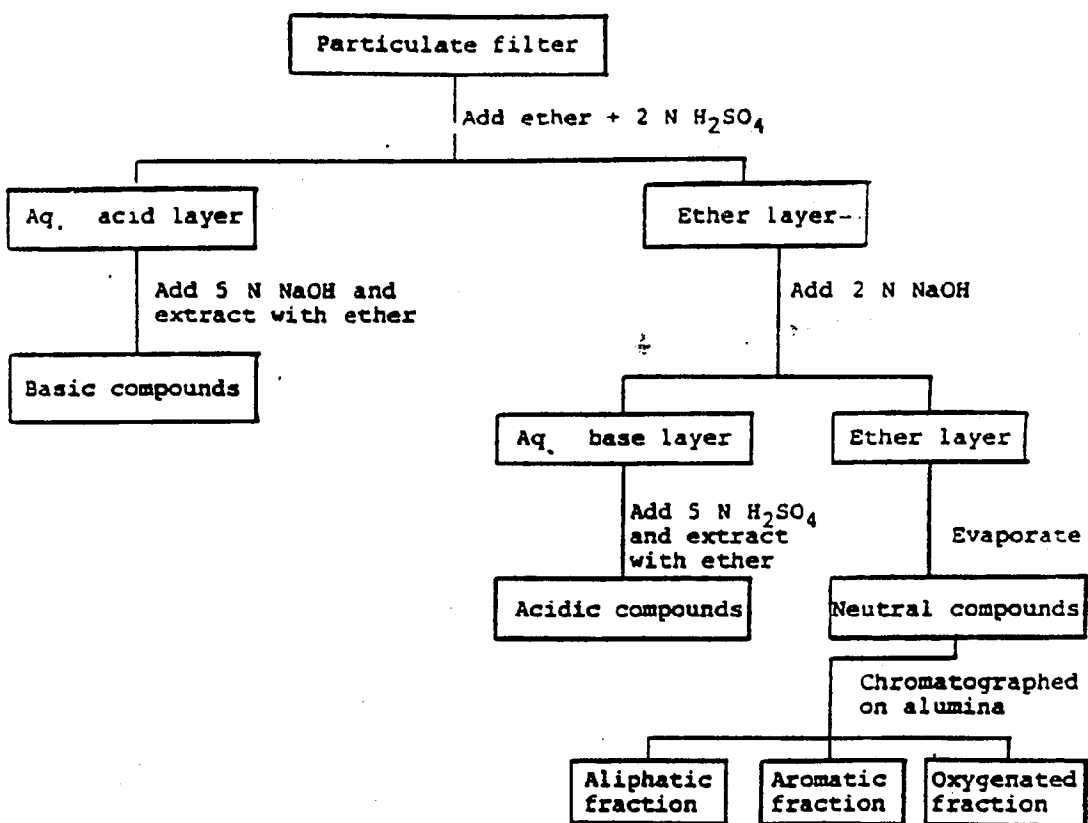 Particulate filter
Add ether + 2 N H₂SO₄
Aq. acid layer
Ether layer-
Add 5 N NaOH and
extract with ether
Add 2 N NaOH
Basic compounds
Aq. base layer
Ether layer
Add 5 N H₂SO₄
and extract
with ether
Evaporate
Acidic compounds
Neutral compounds
Chromatographed
on alumina
Aliphatic
fraction
Aromatic
fraction
Oxygenated
fraction